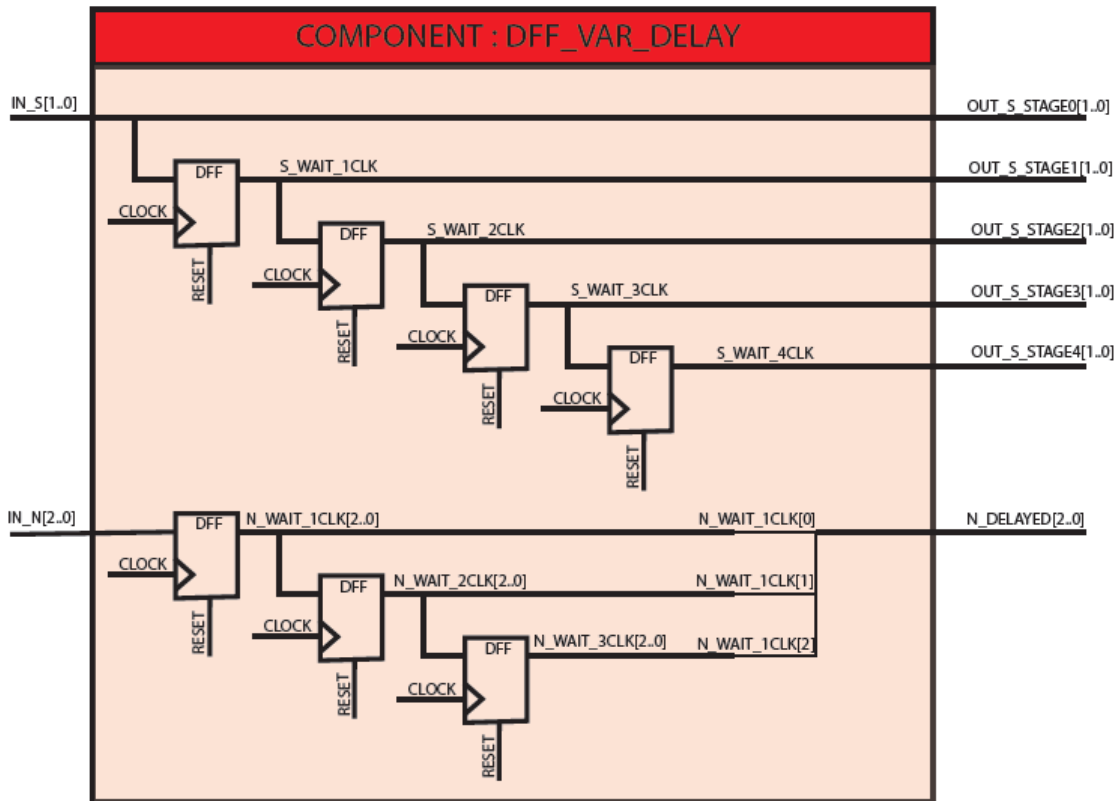 COMPONENT : DFF_VAR_DELAY
IN_S[1..0]
OUT_S_STAGE0[1..0]
DFF
S_WAIT_1CLK
OUT_S_STAGE1[1..0]
CLOCK
RESET
DFF
S_WAIT_2CLK
OUT_S_STAGE2[1..0]
CLOCK
RESET
DFF
S_WAIT_3CLK
OUT_S_STAGE3[1..0]
CLOCK
RESET
DFF
S_WAIT_4CLK
OUT_S_STAGE4[1..0]
CLOCK
RESET
IN_N[2..0]
DFF
N_WAIT_1CLK[2..0]
N_WAIT_1CLK[0]
N_DELAYED[2..0]
CLOCK
RESET
DFF
N_WAIT_2CLK[2..0]
N_WAIT_1CLK[1]
CLOCK
RESET
DFF
N_WAIT_3CLK[2..0]
N_WAIT_1CLK[2]
CLOCK
RESET